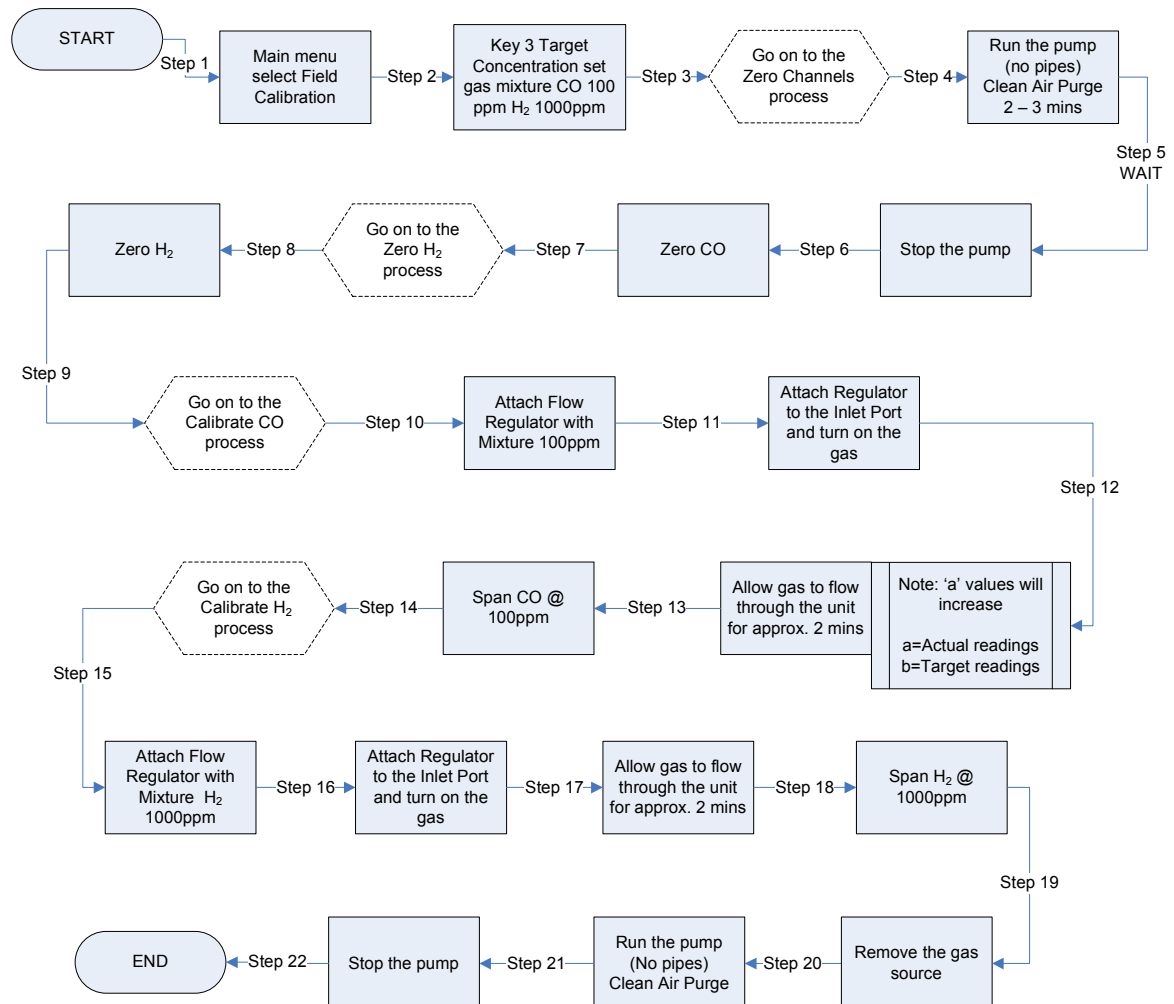 START
Step 1
Main menu
select Field
Calibration
Step 2
Key 3 Target
Concentration set
gas mixture CO 100
ppm H₂ 1000ppm
Step 3
Go on to the
Zero Channels
process
Step 4
Run the pump
(no pipes)
Clean Air Purge
2 – 3 mins
Step 5
WAIT
Stop the pump
Step 6
Zero CO
Step 7
Go on to the
Zero H₂
process
Step 8
Zero H₂
Step 9
Go on to the
Calibrate CO
process
Step 10
Attach Flow
Regulator with
Mixture 100ppm
Step 11
Attach Regulator
to the Inlet Port
and turn on the
gas
Step 12
Note: ‘a’ values will
increase
a=Actual readings
b=Target readings
Allow gas to flow
through the unit
for approx. 2 mins
Step 13
Span CO @
100ppm
Step 14
Go on to the
Calibrate H₂
process
Step 15
Attach Flow
Regulator with
Mixture H₂
1000ppm
Step 16
Attach Regulator
to the Inlet Port
and turn on the
gas
Step 17
Allow gas to flow
through the unit
for approx. 2 mins
Step 18
Span H₂ @
1000ppm
Step 19
Remove the gas
source
Step 20
Run the pump
(No pipes)
Clean Air Purge
Step 21
Stop the pump
Step 22
END